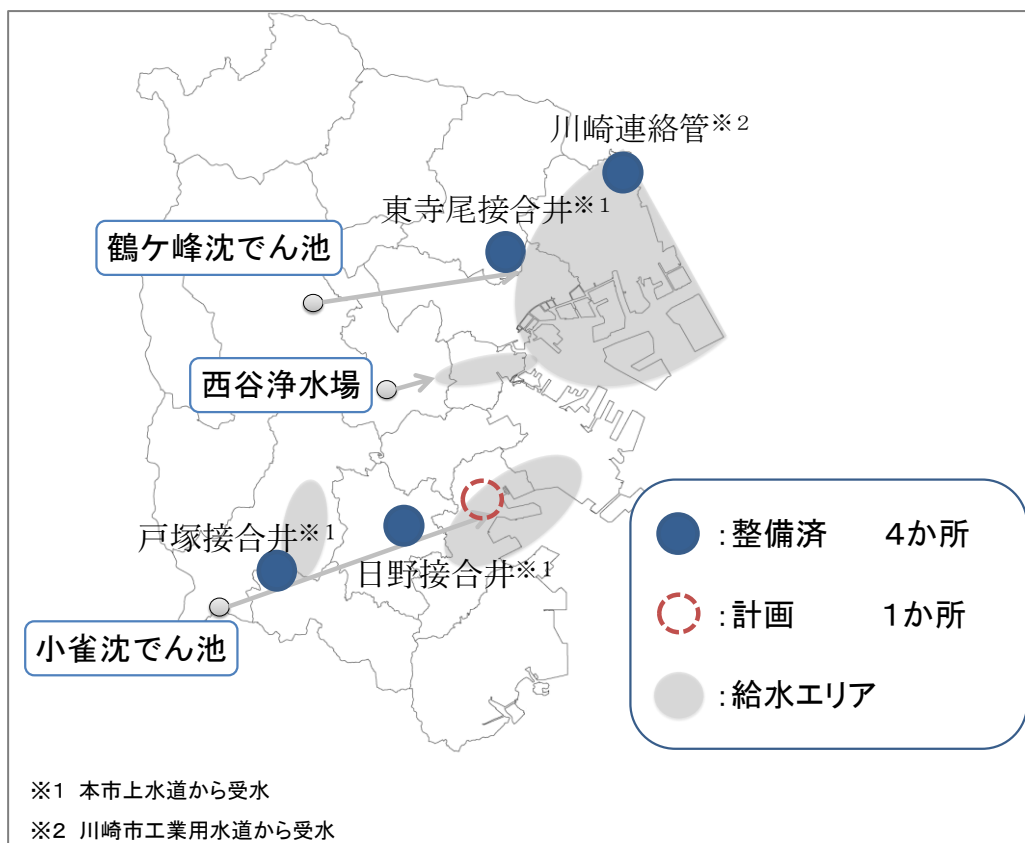 川崎連絡管※2
東寺尾接合井※1
鶴ケ峰沈でん池
西谷浄水場
戸塚接合井※1
日野接合井※1
小雀沈でん池
：整備済　４か所
：計画　１か所
：給水エリア
※1 本市上水道から受水
※2 川崎市工業用水道から受水